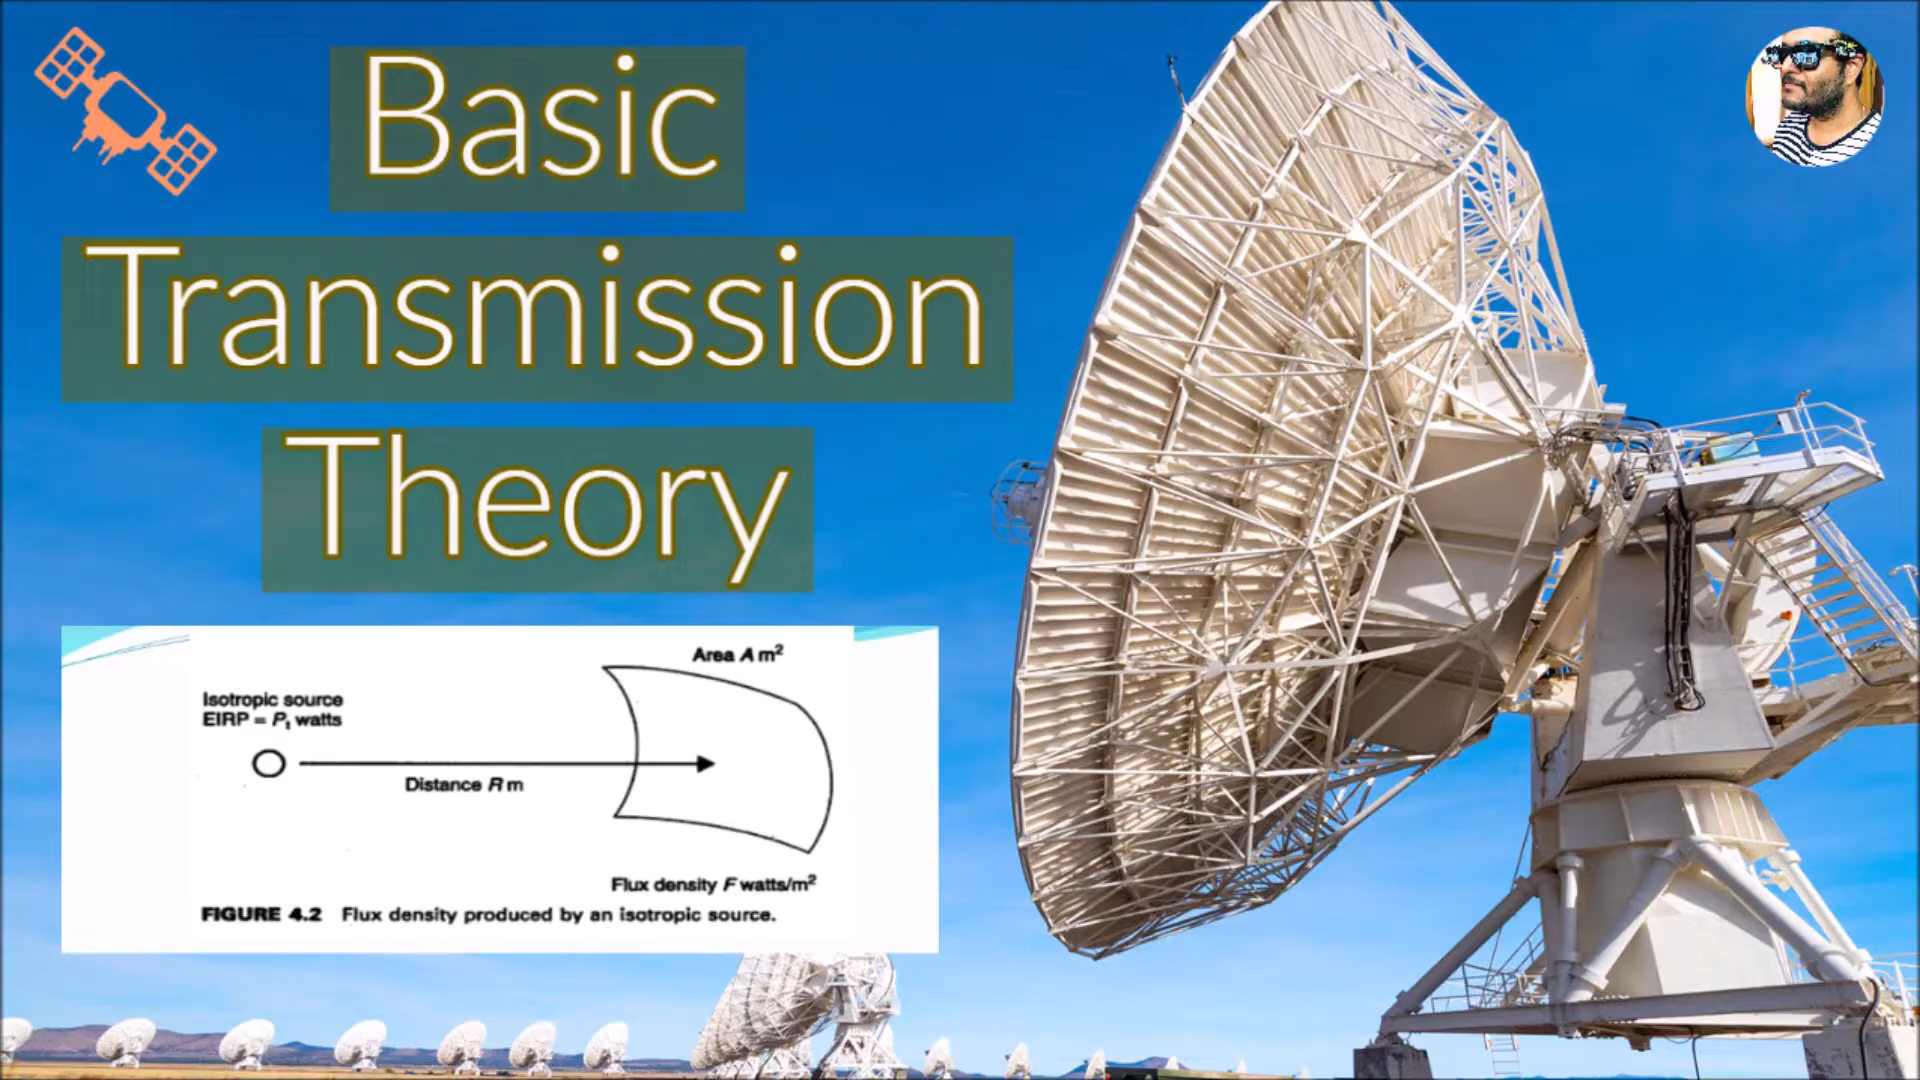 Basic
Transmission
Theory
Area A m²
Isotropic source
EIRP = Pₜ watts
Distance R m
Flux density F watts/m²
FIGURE 4.2 Flux density produced by an isotropic source.